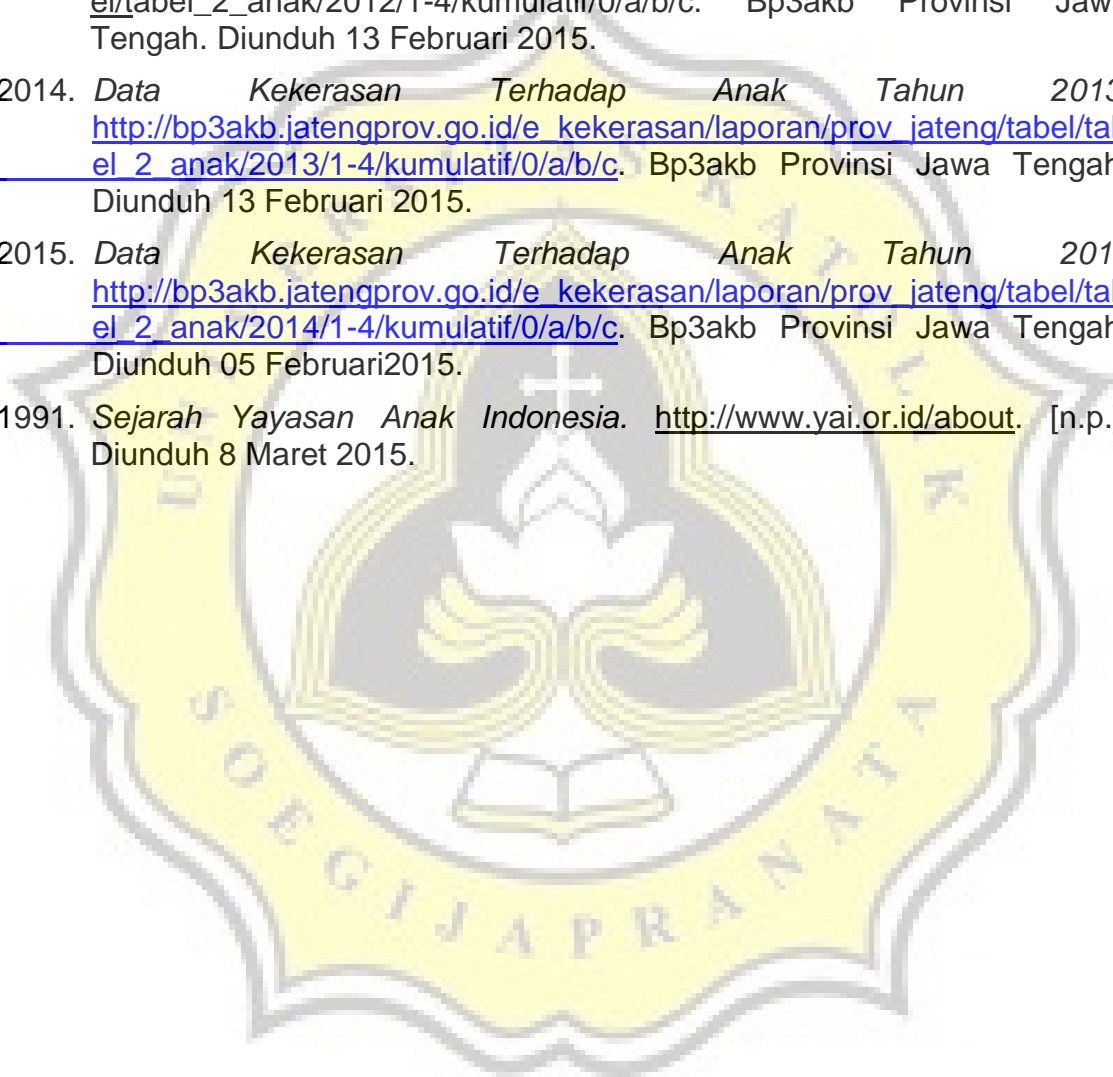 el/tabel_2_anak/2012/1-4/kumulatif/0/a/b/c. Bp3akb Provinsi Jaw
Tengah. Diunduh 13 Februari 2015.
2014. Data Kekerasan Terhadap Anak Tahun 2013
http://bp3akb.jatengprov.go.id/e_kekerasan/laporan/prov_jateng/tabel/tab
el_2_anak/2013/1-4/kumulatif/0/a/b/c. Bp3akb Provinsi Jawa Tengah
Diunduh 13 Februari 2015.
2015. Data Kekerasan Terhadap Anak Tahun 201
http://bp3akb.jatengprov.go.id/e_kekerasan/laporan/prov_jateng/tabel/tab
el_2_anak/2014/1-4/kumulatif/0/a/b/c. Bp3akb Provinsi Jawa Tengah
Diunduh 05 Februari2015.
1991. Sejarah Yayasan Anak Indonesia. http://www.yai.or.id/about. [n.p.
Diunduh 8 Maret 2015.
SOEGIJAPRANATA